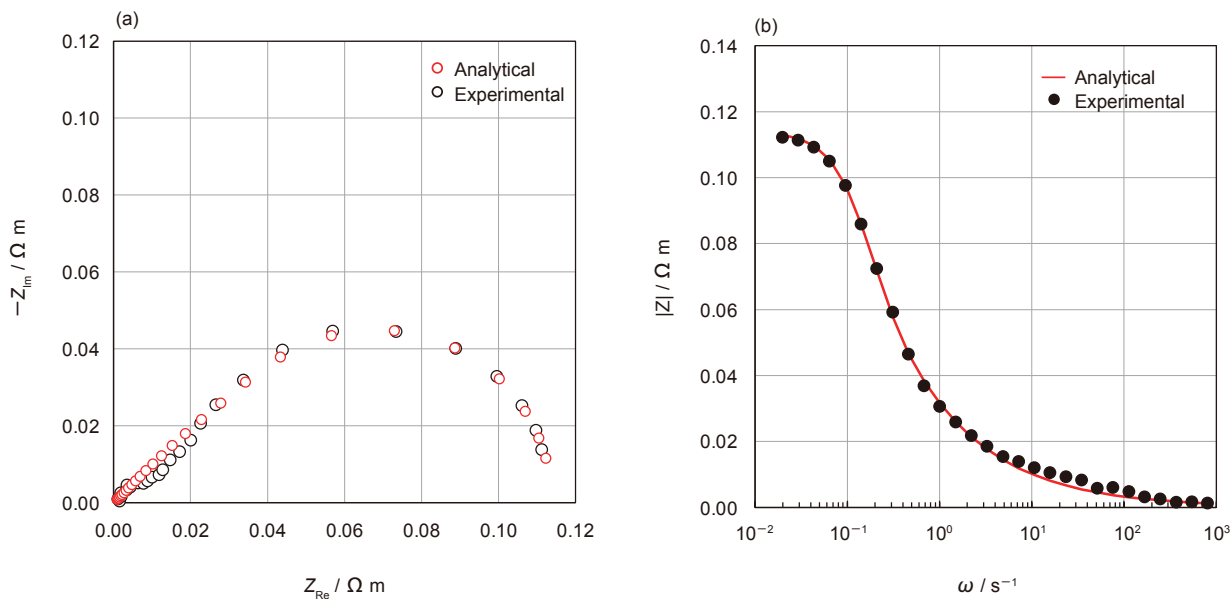 (a)
0.12
0.10
0.08
0.06
0.04
0.02
0.00
0.00 0.02 0.04 0.06 0.08 0.10 0.12
−Z_Im / Ω m
Z_Re / Ω m
Analytical
Experimental
(b)
0.14
0.12
0.10
0.08
0.06
0.04
0.02
0.00
10⁻² 10⁻¹ 10⁰ 10¹ 10² 10³
|Z| / Ω m
ω / s⁻¹
Analytical
Experimental